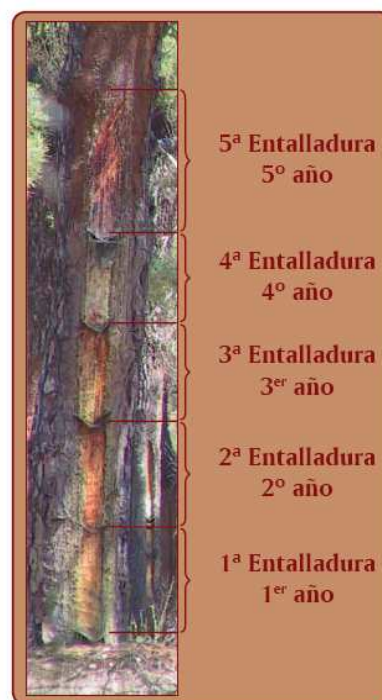 5ª Entalladura
5º año
4ª Entalladura
4º año
3ª Entalladura
3er año
2ª Entalladura
2º año
1ª Entalladura
1er año